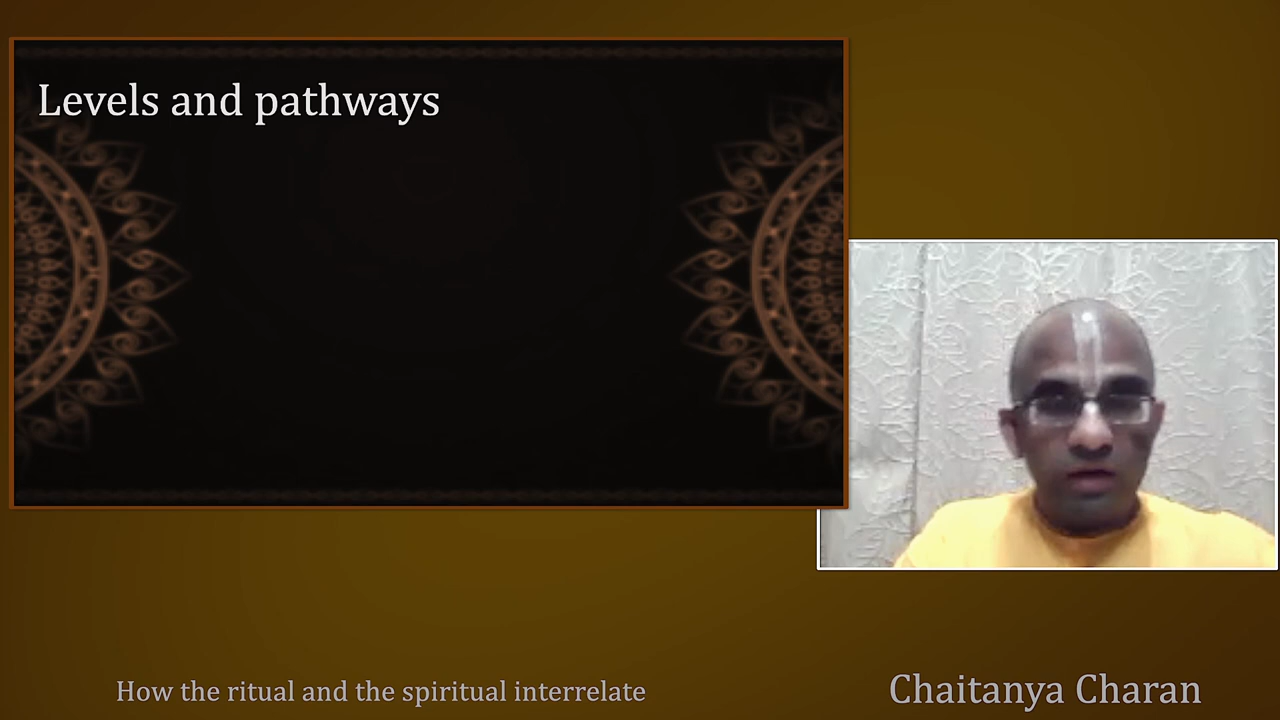 Levels and pathways
How the ritual and the spiritual interrelate
Chaitanya Charan